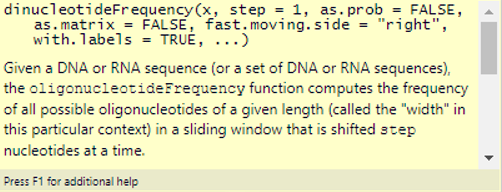 dinucleotideFrequency(x, step = 1, as.prob = FALSE,
as.matrix = FALSE, fast.moving.side = "right",
with.labels = TRUE, ...)
Given a DNA or RNA sequence (or a set of DNA or RNA sequences),
the oligonucleotideFrequency function computes the frequency
of all possible oligonucleotides of a given length (called the "width" in
this particular context) in a sliding window that is shifted step
nucleotides at a time.
Press F1 for additional help